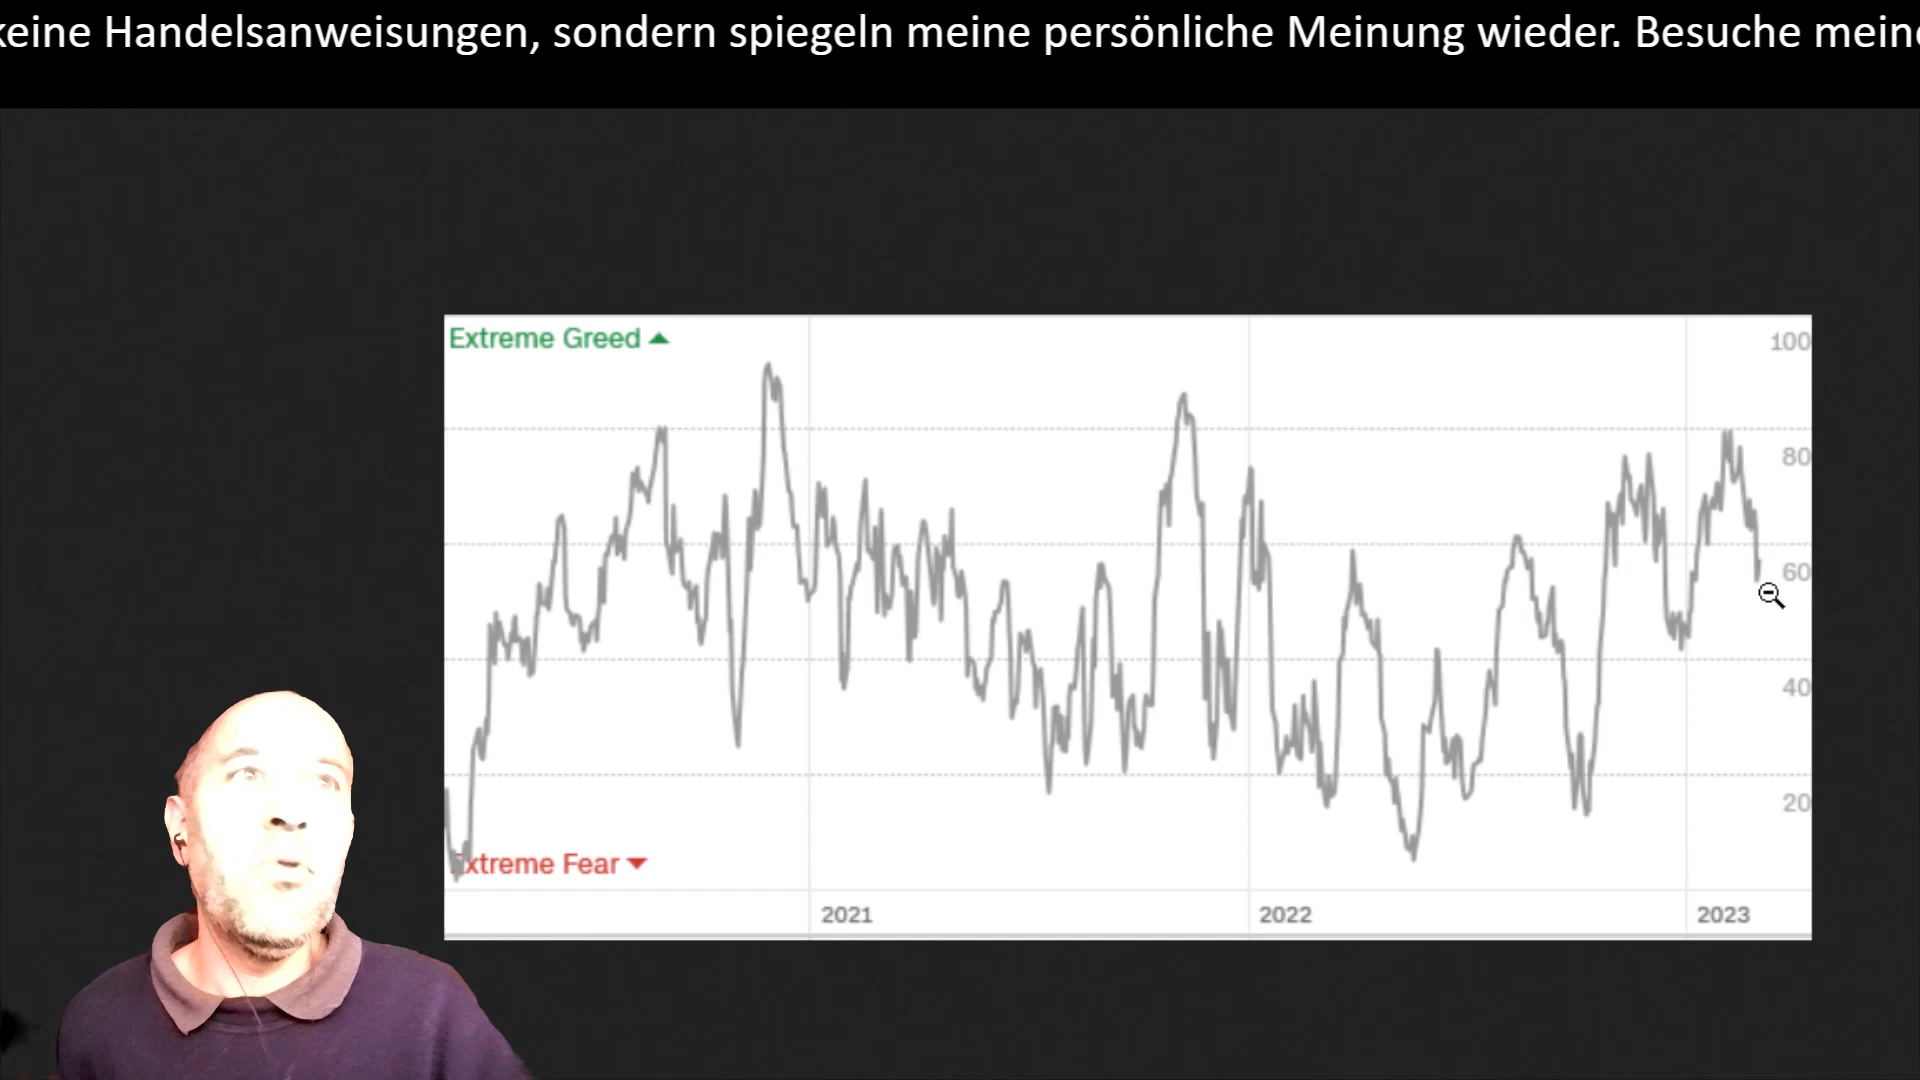 keine Handelsanweisungen, sondern spiegeln meine persönliche Meinung wieder. Besuche meine
Extreme Greed
100
80
60
40
20
Extreme Fear
2021 2022 2023